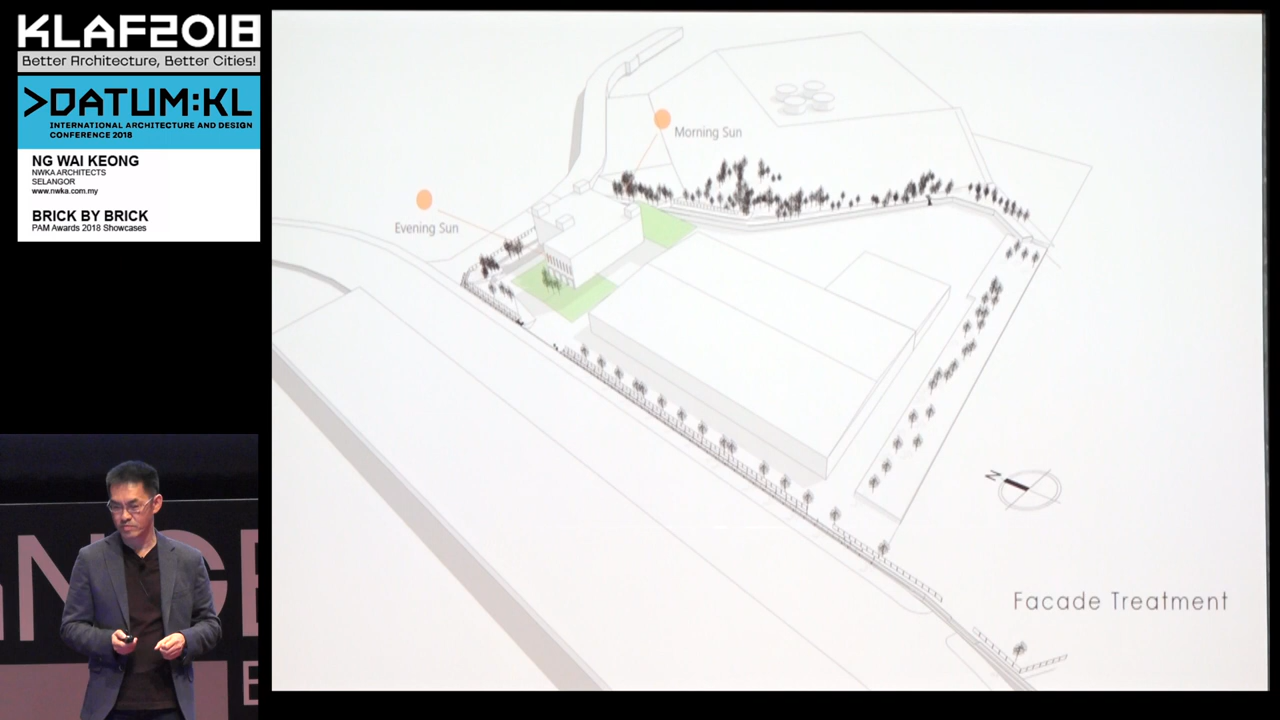 KLAF2018
Better Architecture, Better Cities!
>DATUM:KL
INTERNATIONAL ARCHITECTURE AND DESIGN
CONFERENCE 2018
NG WAI KEONG
NWKA ARCHITECTS
SELANGOR
www.nwka.com.my
BRICK BY BRICK
PAM Awards 2018 Showcases
Morning Sun
Evening Sun
N
Facade Treatment